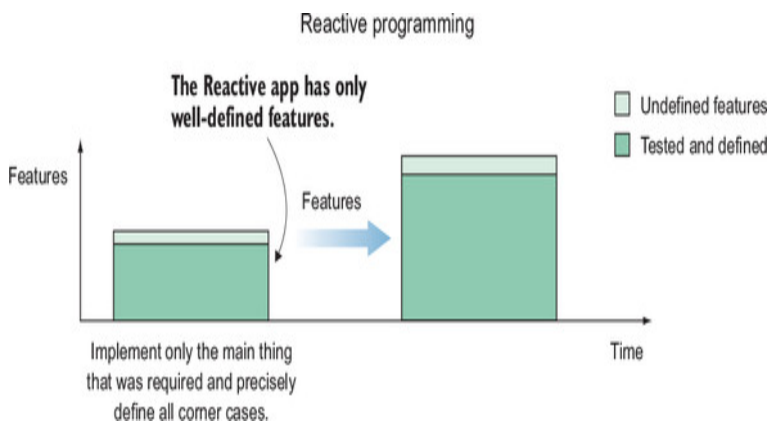 Reactive programming
The Reactive app has only
well-defined features.
Undefined features
Tested and defined
Features
Features
Implement only the main thing
that was required and precisely
define all corner cases.
Time